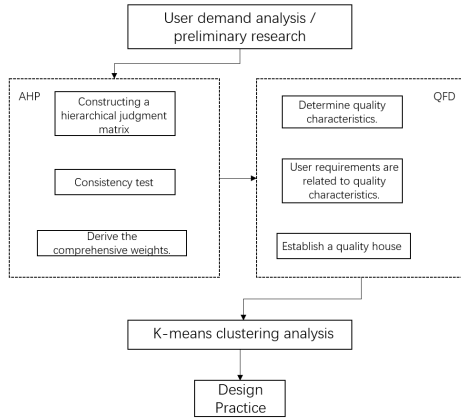 User demand analysis /
preliminary research
AHP
Constructing a
hierarchical judgment
matrix
Consistency test
Derive the
comprehensive weights.
QFD
Determine quality
characteristics.
User requirements are
related to quality
characteristics.
Establish a quality house
K-means clustering analysis
Design
Practice